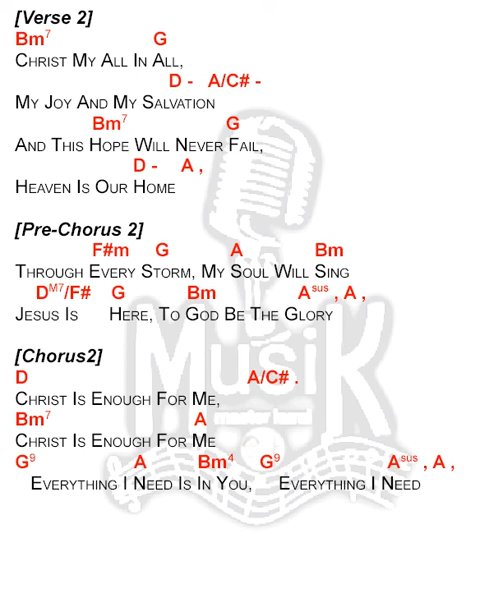 [Verse 2]
Bm7 G
Christ My All In All,
D - A/C# -
My Joy And My Salvation
Bm7 G
And This Hope Will Never Fail,
D - A ,
Heaven Is Our Home
[Pre-Chorus 2]
F#m G A Bm
Through Every Storm, My Soul Will Sing
DM7/F# G Bm Asus , A ,
Jesus Is Here, To God Be The Glory
[Chorus2]
D A/C# .
Christ Is Enough For Me,
Bm7 A
Christ Is Enough For Me
G9 A Bm4 G9 Asus , A ,
Everything I Need Is In You, Everything I Need
MusiK